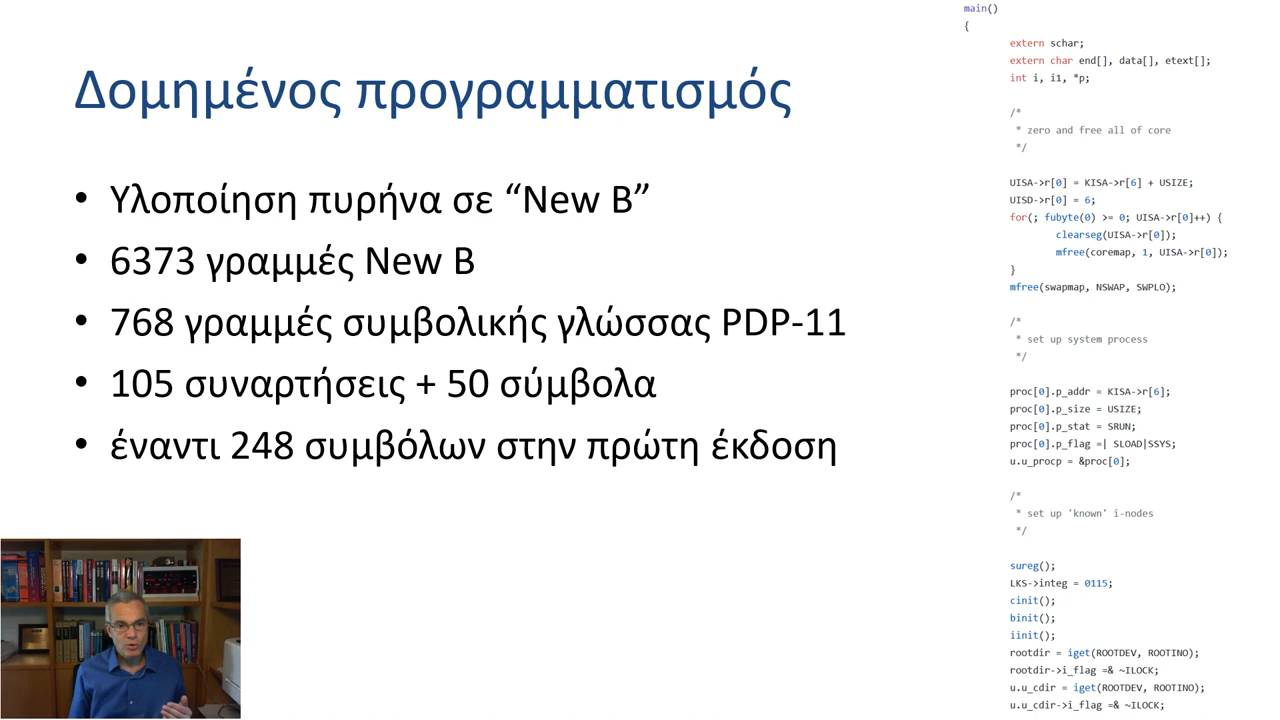 Δομημένος προγραμματισμός
• Υλοποίηση πυρήνα σε “New B”
• 6373 γραμμές New B
• 768 γραμμές συμβολικής γλώσσας PDP-11
• 105 συναρτήσεις + 50 σύμβολα
• έναντι 248 συμβόλων στην πρώτη έκδοση
main()
{
extern schar;
extern char end[], data[], etext[];
int i, i1, *p;
/*
* zero and free all of core
*/
UISA->r[0] = KISA->r[6] + USIZE;
UISD->r[0] = 6;
for(; fubyte(0) >= 0; UISA->r[0]++) {
clearseg(UISA->r[0]);
mfree(coremap, 1, UISA->r[0]);
}
mfree(swapmap, NSWAP, SWPLO);
/*
* set up system process
*/
proc[0].p_addr = KISA->r[6];
proc[0].p_size = USIZE;
proc[0].p_stat = SRUN;
proc[0].p_flag =| SLOAD|SSYS;
u.u_procp = &proc[0];
/*
* set up 'known' i-nodes
*/
sureg();
LKS->integ = 0115;
cinit();
binit();
iinit();
rootdir = iget(ROOTDEV, ROOTINO);
rootdir->i_flag =& ~ILOCK;
u.u_cdir = iget(ROOTDEV, ROOTINO);
u.u_cdir->i_flag =& ~ILOCK;